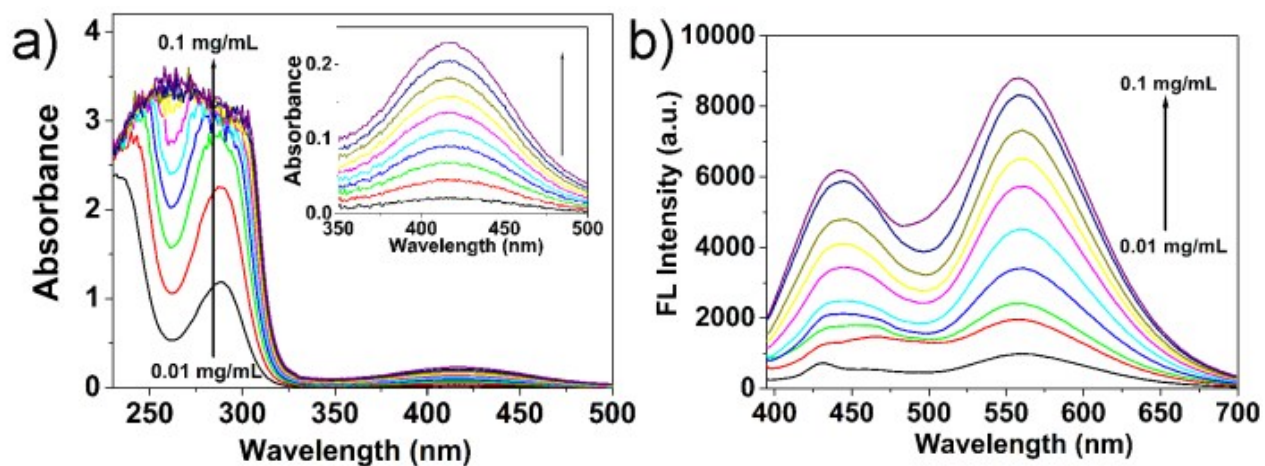 a)
Absorbance
4
3
2
1
0
0.1 mg/mL
0.01 mg/mL
250 300 350 400 450 500
Wavelength (nm)
Absorbance
0.2
0.1
0.0
350 400 450 500
Wavelength (nm)
b)
FL Intensity (a.u.)
10000
8000
6000
4000
2000
0
0.1 mg/mL
0.01 mg/mL
400 450 500 550 600 650 700
Wavelength (nm)